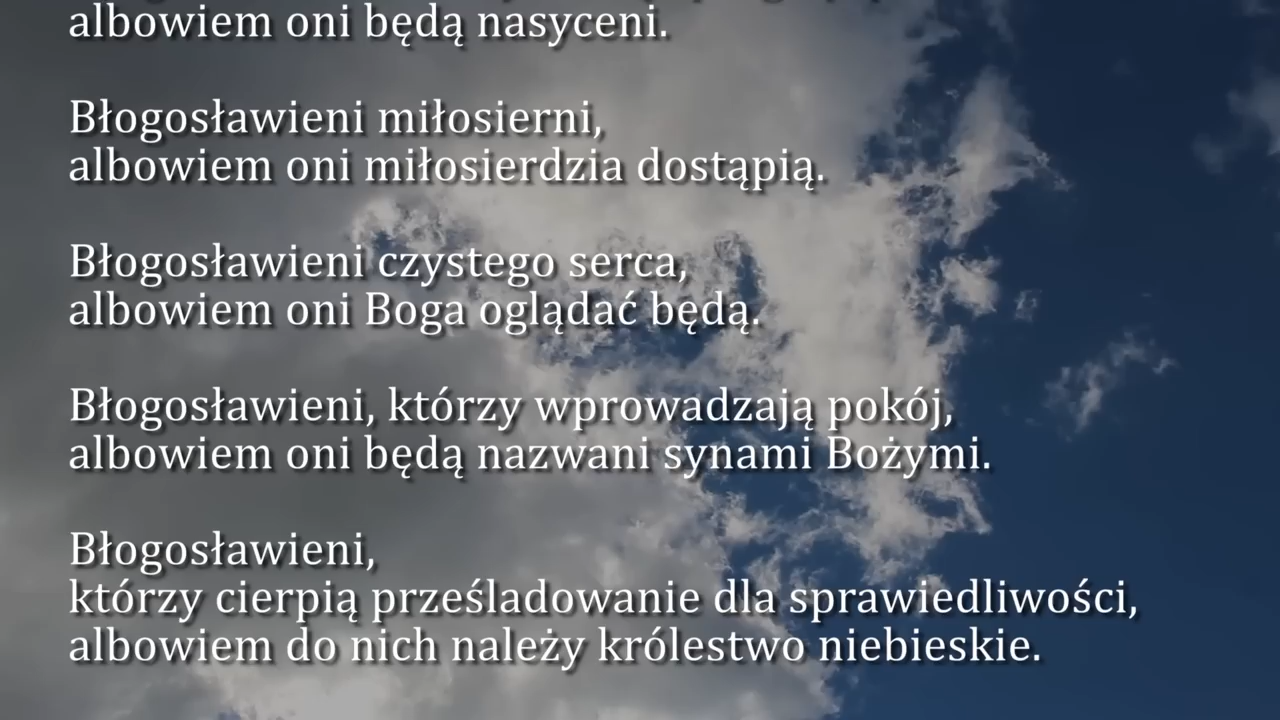 albowiem oni będą nasyceni.
Błogosławieni miłosierni,
albowiem oni miłosierdzia dostąpią.
Błogosławieni czystego serca,
albowiem oni Boga oglądać będą.
Błogosławieni, którzy wprowadzają pokój,
albowiem oni będą nazwani synami Bożymi.
Błogosławieni,
którzy cierpią prześladowanie dla sprawiedliwości,
albowiem do nich należy królestwo niebieskie.